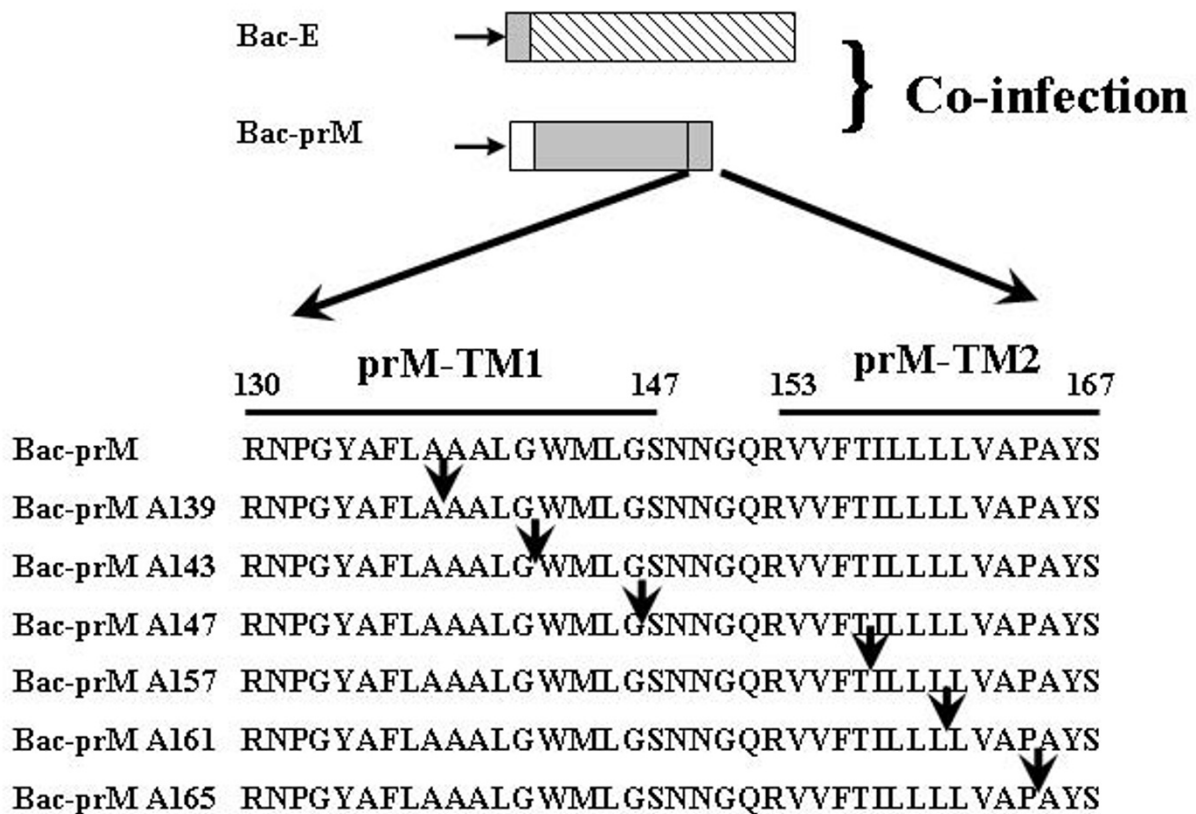 Bac-E
Bac-prM
} Co-infection
prM-TM1 prM-TM2
130 147 153 167
Bac-prM RNPGYAFLAAALGWMLGSNNGQRVVFTILLLLVAPAYS
Bac-prM A139 RNPGYAFLAAALGWMLGSNNGQRVVFTILLLLVAPAYS
Bac-prM A143 RNPGYAFLAAALGWMLGSNNGQRVVFTILLLLVAPAYS
Bac-prM A147 RNPGYAFLAAALGWMLGSNNGQRVVFTILLLLVAPAYS
Bac-prM A157 RNPGYAFLAAALGWMLGSNNGQRVVFTILLLLVAPAYS
Bac-prM A161 RNPGYAFLAAALGWMLGSNNGQRVVFTILLLLVAPAYS
Bac-prM A165 RNPGYAFLAAALGWMLGSNNGQRVVFTILLLLVAPAYS